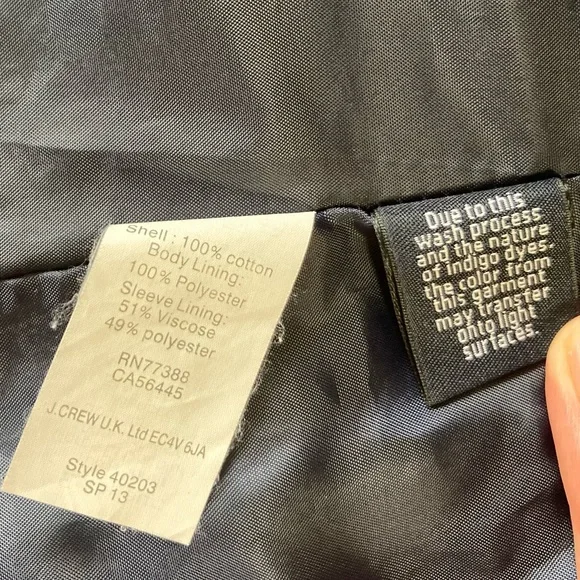 Shell : 100% cotton
Body Lining:
100% Polyester
Sleeve Lining:
51% Viscose
49% polyester
RN77388
CA56445
J.CREW U.K. Ltd EC4V 6JA
Style 40203
SP 13
Due to this
wash process
and the nature
of indigo dyes.
the color from
this garment
may transfer
onto light
surfaces.